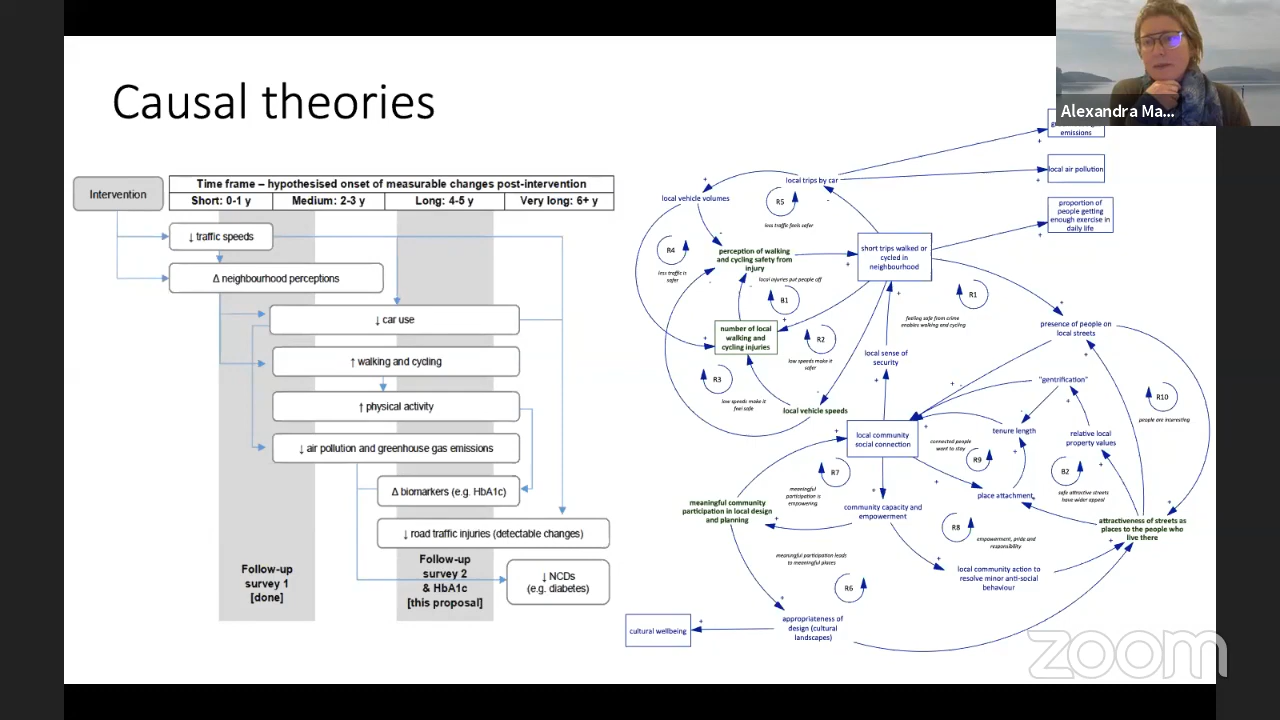 Causal theories
Alexandra Ma...
Intervention
Time frame – hypothesised onset of measurable changes post-intervention
Short: 0-1 y
Medium: 2-3 y
Long: 4-5 y
Very long: 6+ y
↓ traffic speeds
Δ neighbourhood perceptions
↓ car use
↑ walking and cycling
↑ physical activity
↓ air pollution and greenhouse gas emissions
Δ biomarkers (e.g. HbA1c)
↓ road traffic injuries (detectable changes)
↓ NCDs
(e.g. diabetes)
Follow-up
survey 1
[done]
Follow-up
survey 2
& HbA1c
[this proposal]
emissions
local air pollution
proportion of
people getting
enough exercise in
daily life
local trips by car
local vehicle volumes
R5
less traffic feels safer
R4
less traffic is
safer
perception of walking
and cycling safety from
injury
short trips walked or
cycled in
neighbourhood
local injuries put people off
B1
R1
feeling safe from crime
enables walking and cycling
number of local
walking and
cycling injuries
R2
low speeds make it
safer
presence of people on
local streets
local sense of
security
R3
low speeds make it
feel safe
"gentrification"
R10
people are interesting
local vehicle speeds
local community
social connection
tenure length
relative local
property values
connected people
want to stay
R9
B2
safe attractive streets
have wider appeal
R7
meaningful
participation is
empowering
place attachment
meaningful community
participation in local design
and planning
community capacity and
empowerment
R8
empowerment, pride and
responsibility
attractiveness of streets as
places to the people who
live there
meaningful participation leads
to meaningful places
R6
local community action to
resolve minor anti-social
behaviour
cultural wellbeing
appropriateness of
design (cultural
landscapes)
zoom